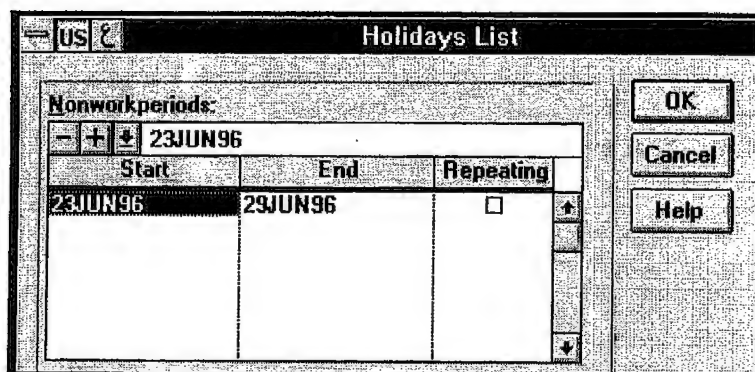 US ع Holidays List
Nonworkperiods:
OK
23JUN96
Cancel
Start End Repeating
23JUN96 29JUN96
Help